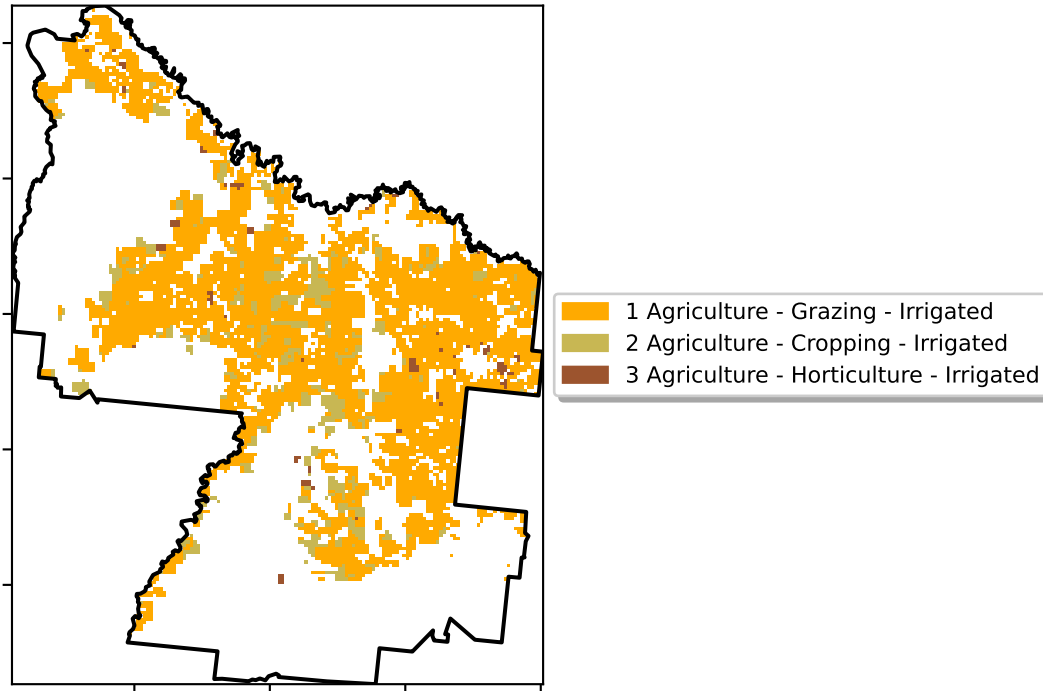 1 Agriculture - Grazing - Irrigated
2 Agriculture - Cropping - Irrigated
3 Agriculture - Horticulture - Irrigated